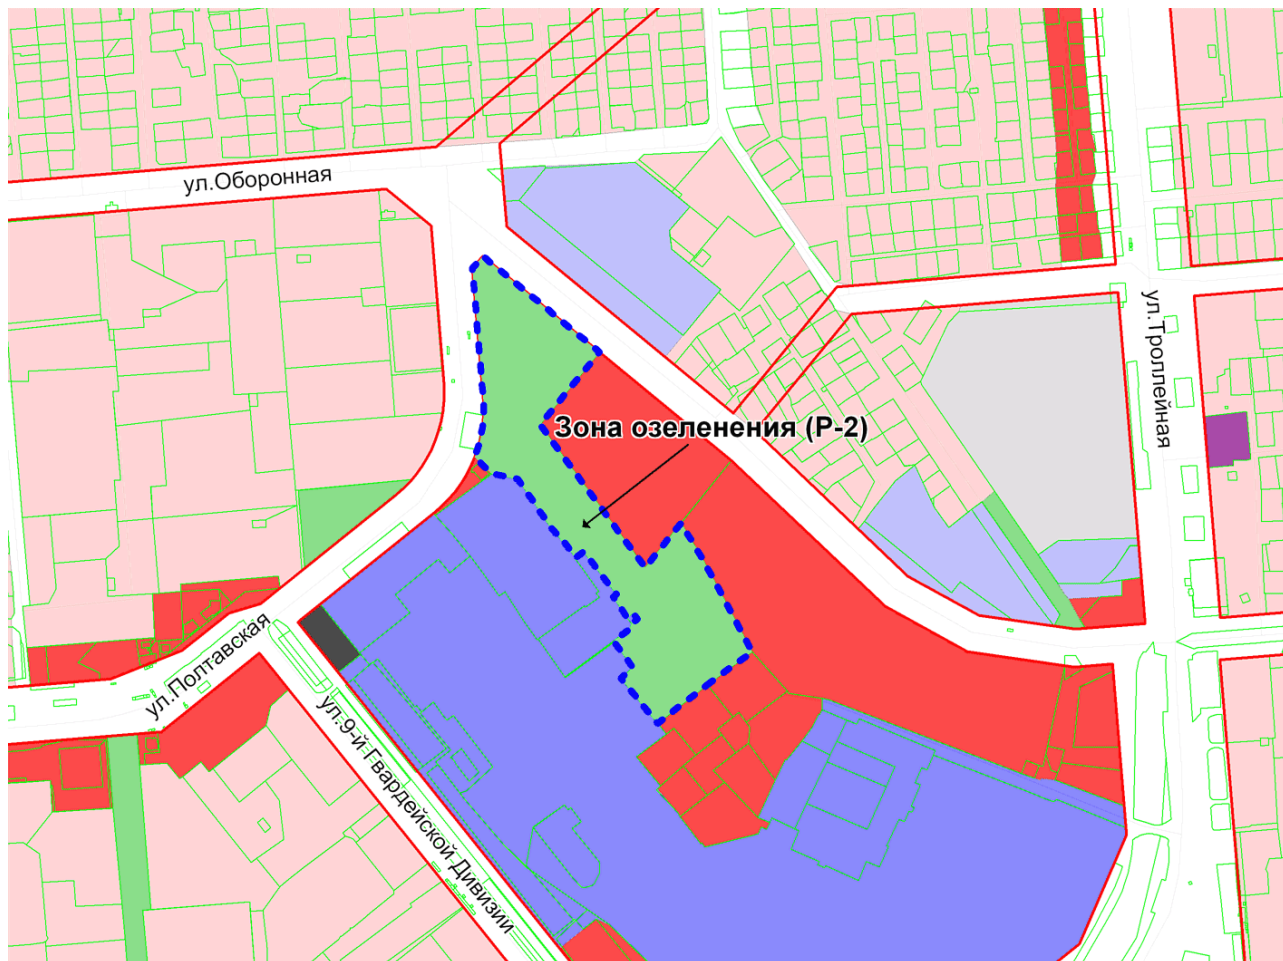 ул.Оборонная
ул.Троллейная
Зона озеленения (Р-2)
ул.Полтавская
ул.9-й Гвардейской Дивизии